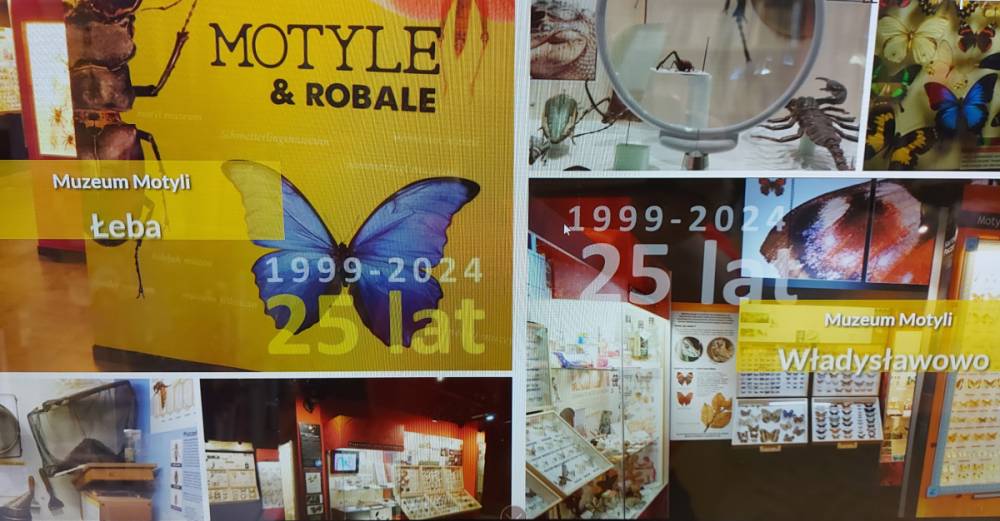 MOTYLE
& ROBALE
Muzeum Motyli
Łeba
1999-2024
25 lat
1999-2024
25 lat
Muzeum Motyli
Władysławowo